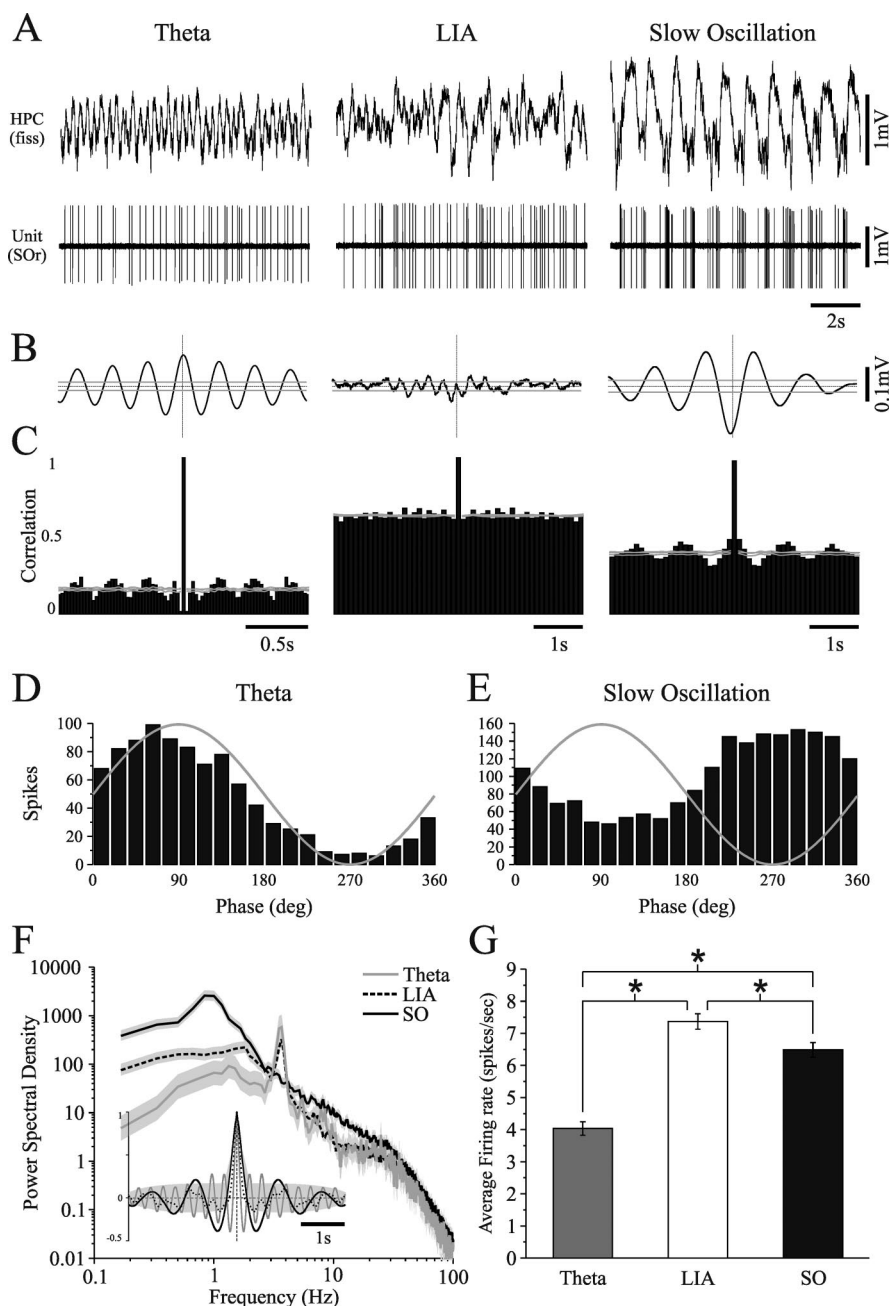 A
Theta
LIA
Slow Oscillation
HPC
(fiss)
1mV
Unit
(SOr)
1mV
2s
B
0.1mV
C
Correlation
1
0.5
0
0.5s
1s
1s
D
Theta
Spikes
100
80
60
40
20
0
0 90 180 270 360
Phase (deg)
E
Slow Oscillation
160
140
120
100
80
60
40
20
0
0 90 180 270 360
Phase (deg)
F
Power Spectral Density
10000
1000
100
10
1
0.1
0.01
Theta
LIA
SO
1
0
-0.5
1s
0.1 1 10 100
Frequency (Hz)
G
Average Firing rate (spikes/sec)
9
8
7
6
5
4
3
2
1
0
*
* *
Theta LIA SO